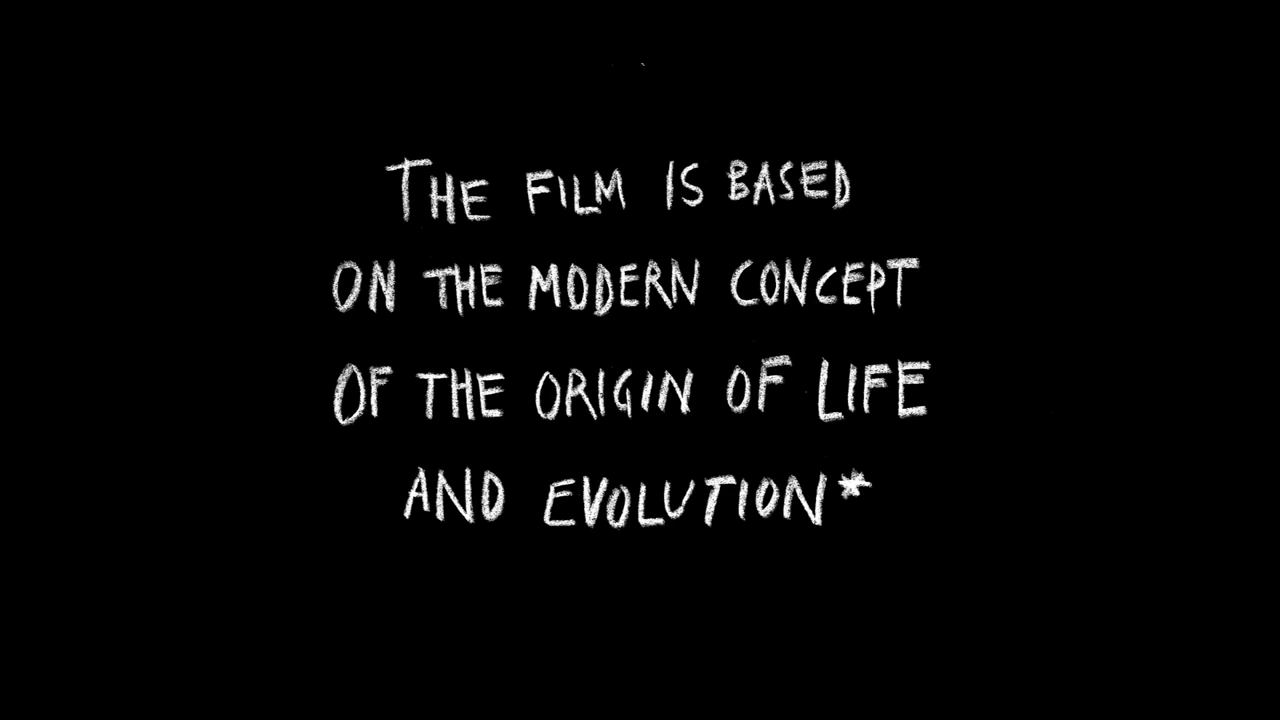 THE FILM IS BASED
ON THE MODERN CONCEPT
OF THE ORIGIN OF LIFE
AND EVOLUTION*